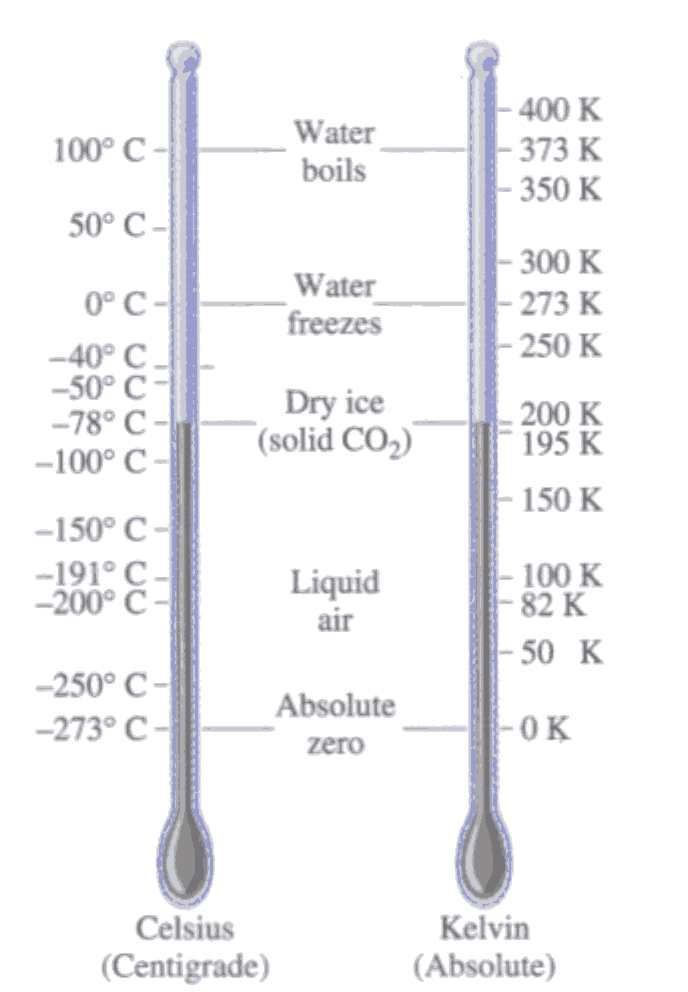 400 K
100° C
Water
boils
373 K
350 K
50° C
300 K
0° C
Water
freezes
273 K
250 K
–40° C
–50° C
–78° C
Dry ice
(solid CO₂)
200 K
195 K
–100° C
150 K
–150° C
–191° C
–200° C
Liquid
air
100 K
82 K
50 K
–250° C
–273° C
Absolute
zero
0 K
Celsius
(Centigrade)
Kelvin
(Absolute)